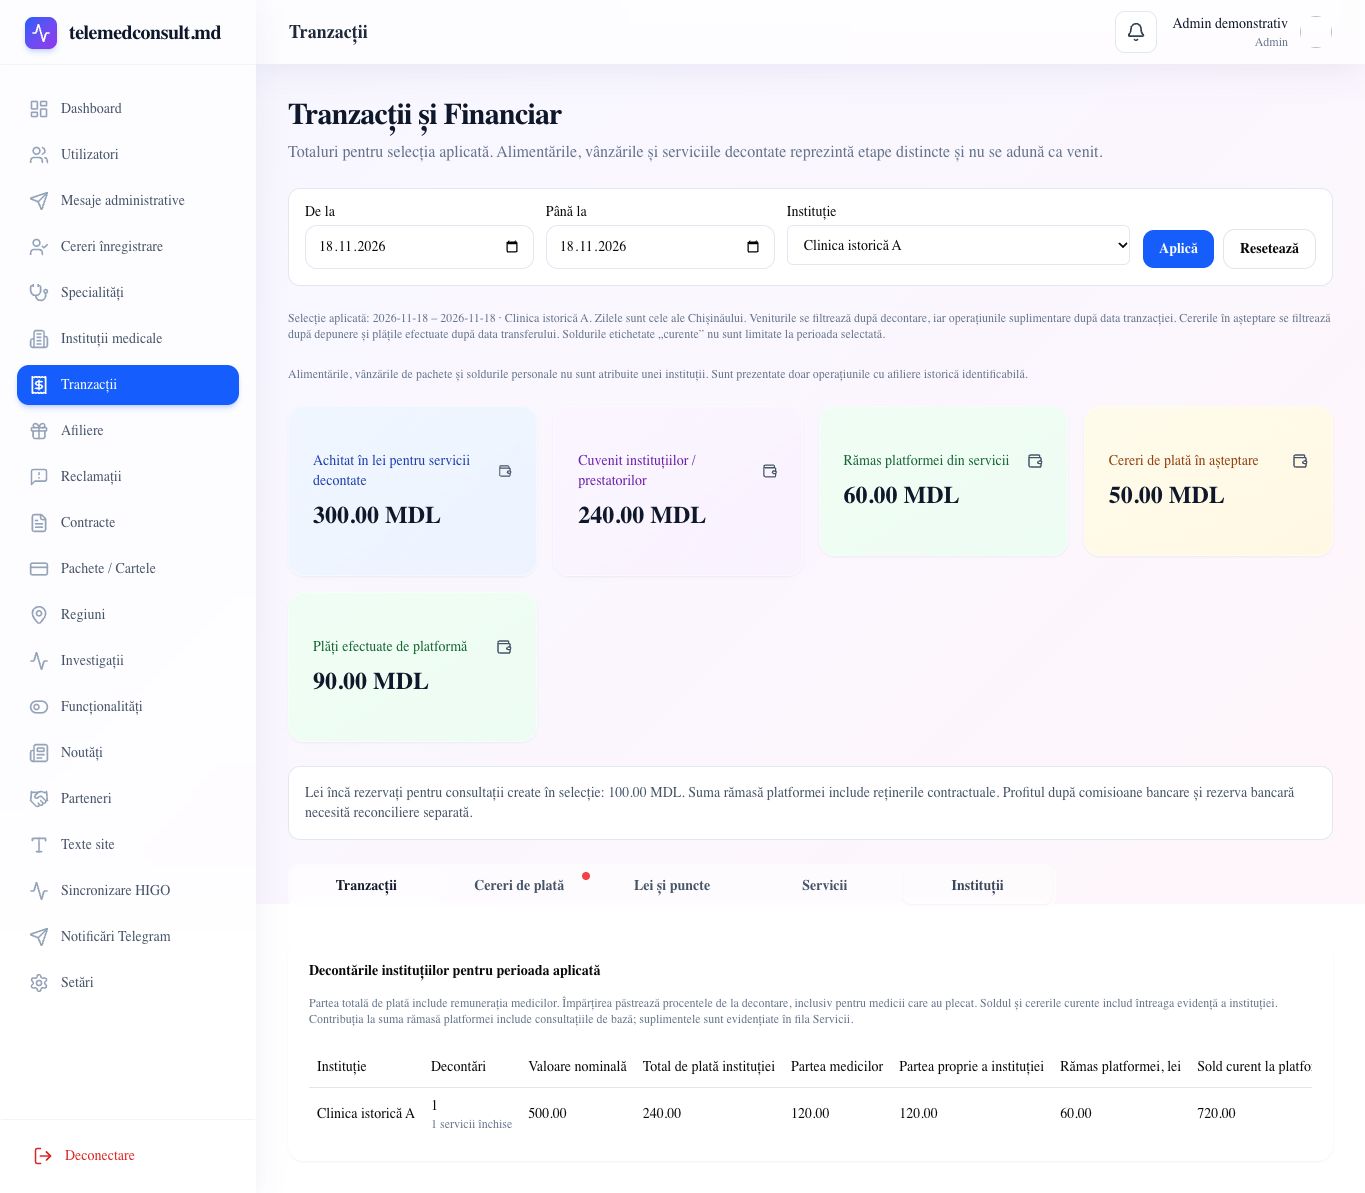 telemedconsult.md
Tranzacții
Admin demonstrativ
Admin
Dashboard
Utilizatori
Mesaje administrative
Cereri înregistrare
Specialități
Instituții medicale
Tranzacții
Afiliere
Reclamații
Contracte
Pachete / Cartele
Regiuni
Investigații
Funcționalități
Noutăți
Parteneri
Texte site
Sincronizare HIGO
Notificări Telegram
Setări
Deconectare
Tranzacții și Financiar
Totaluri pentru selecția aplicată. Alimentările, vânzările și serviciile decontate reprezintă etape distincte și nu se adună ca venit.
De la
18.11.2026
Până la
18.11.2026
Instituție
Clinica istorică A
Aplică
Resetează
Selecție aplicată: 2026-11-18 – 2026-11-18 · Clinica istorică A. Zilele sunt cele ale Chișinăului. Veniturile se filtrează după decontare, iar operațiunile suplimentare după data tranzacției. Cererile în așteptare se filtrează
după depunere și plățile efectuate după data transferului. Soldurile etichetate „curente” nu sunt limitate la perioada selectată.
Alimentările, vânzările de pachete și soldurile personale nu sunt atribuite unei instituții. Sunt prezentate doar operațiunile cu afiliere istorică identificabilă.
Achitat în lei pentru servicii
decontate
300.00 MDL
Cuvenit instituțiilor /
prestatorilor
240.00 MDL
Rămas platformei din servicii
60.00 MDL
Cereri de plată în așteptare
50.00 MDL
Plăți efectuate de platformă
90.00 MDL
Lei încă rezervați pentru consultații create în selecție: 100.00 MDL. Suma rămasă platformei include reținerile contractuale. Profitul după comisioane bancare și rezerva bancară
necesită reconciliere separată.
Tranzacții
Cereri de plată
Lei și puncte
Servicii
Instituții
Decontările instituțiilor pentru perioada aplicată
Partea totală de plată include remunerația medicilor. Împărțirea păstrează procentele de la decontare, inclusiv pentru medicii care au plecat. Soldul și cererile curente includ întreaga evidență a instituției.
Contribuția la suma rămasă platformei include consultațiile de bază; suplimentele sunt evidențiate în fila Servicii.
Instituție Decontări Valoare nominală Total de plată instituției Partea medicilor Partea proprie a instituției Rămas platformei, lei Sold curent la platfo
Clinica istorică A 1 500.00 240.00 120.00 120.00 60.00 720.00
1 servicii închise